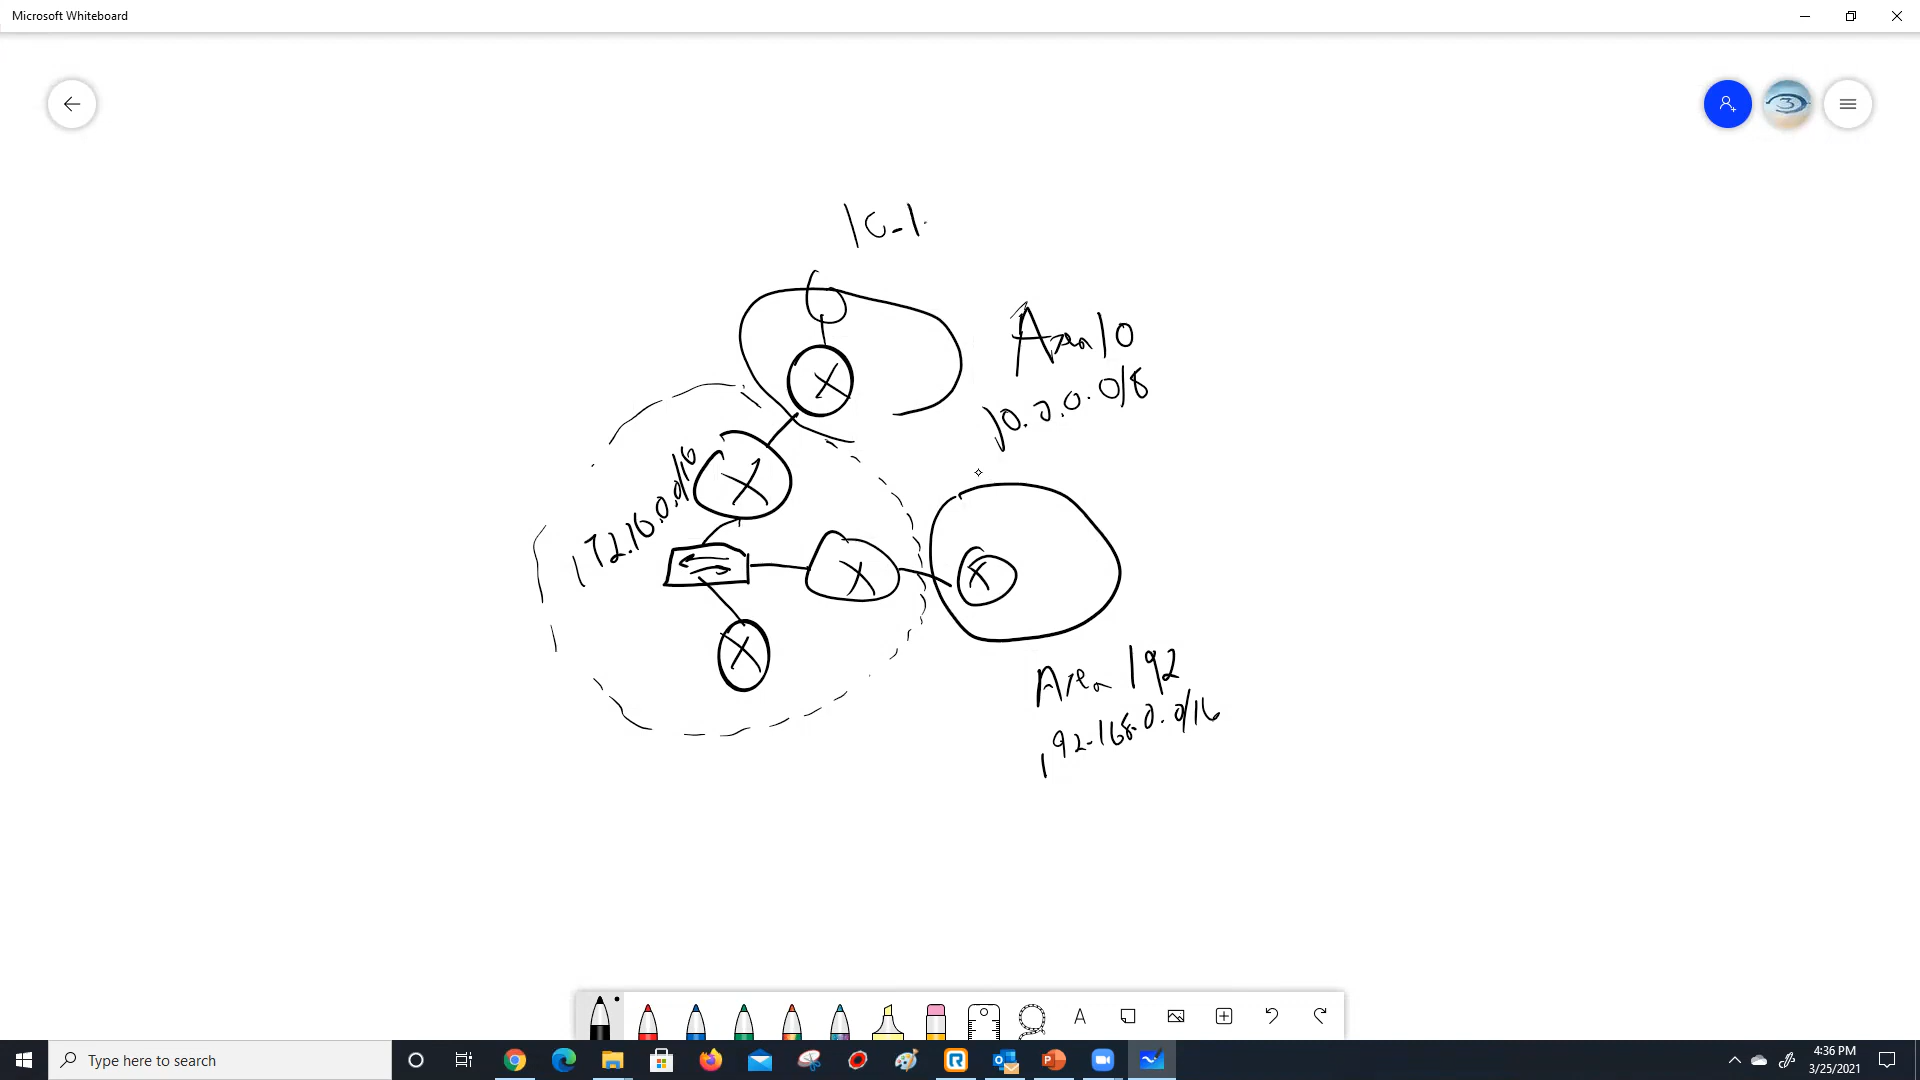 Microsoft Whiteboard
10.1.
Area 10
10.0.0.0/8
172.16.0.0/16
Area 192
192.168.0.0/16
Type here to search
4:36 PM
3/25/2021